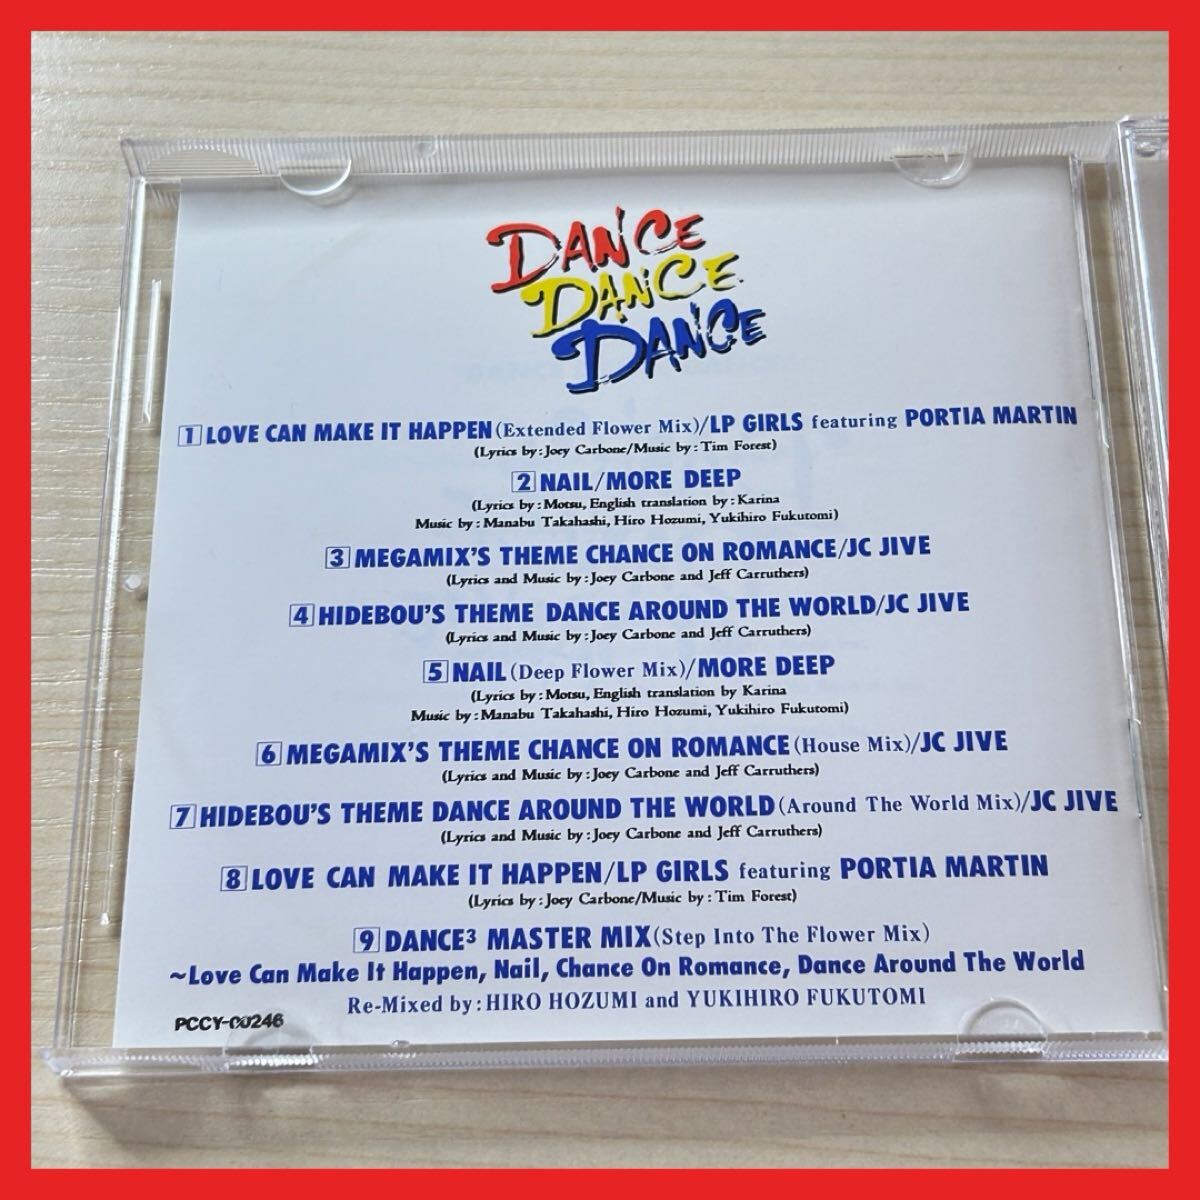 DANCE
DANCE
DANCE
1 LOVE CAN MAKE IT HAPPEN (Extended Flower Mix)/LP GIRLS featuring PORTIA MARTIN
(Lyrics by : Joey Carbone/Music by : Tim Forest)
2 NAIL/MORE DEEP
(Lyrics by : Motsu, English translation by : Karina
Music by : Manabu Takahashi, Hiro Hozumi, Yukihiro Fukutomi)
3 MEGAMIX'S THEME CHANCE ON ROMANCE/JC JIVE
(Lyrics and Music by : Joey Carbone and Jeff Carruthers)
4 HIDEBOU'S THEME DANCE AROUND THE WORLD/JC JIVE
(Lyrics and Music by : Joey Carbone and Jeff Carruthers)
5 NAIL (Deep Flower Mix)/MORE DEEP
(Lyrics by : Motsu, English translation by Karina
Music by : Manabu Takahashi, Hiro Hozumi, Yukihiro Fukutomi)
6 MEGAMIX'S THEME CHANCE ON ROMANCE (House Mix)/JC JIVE
(Lyrics and Music by : Joey Carbone and Jeff Carruthers)
7 HIDEBOU'S THEME DANCE AROUND THE WORLD (Around The World Mix)/JC JIVE
(Lyrics and Music by : Joey Carbone and Jeff Carruthers)
8 LOVE CAN MAKE IT HAPPEN/LP GIRLS featuring PORTIA MARTIN
(Lyrics by : Joey Carbone/Music by : Tim Forest)
9 DANCE³ MASTER MIX (Step Into The Flower Mix)
~Love Can Make It Happen, Nail, Chance On Romance, Dance Around The World
Re-Mixed by : HIRO HOZUMI and YUKIHIRO FUKUTOMI
PCCY-00246